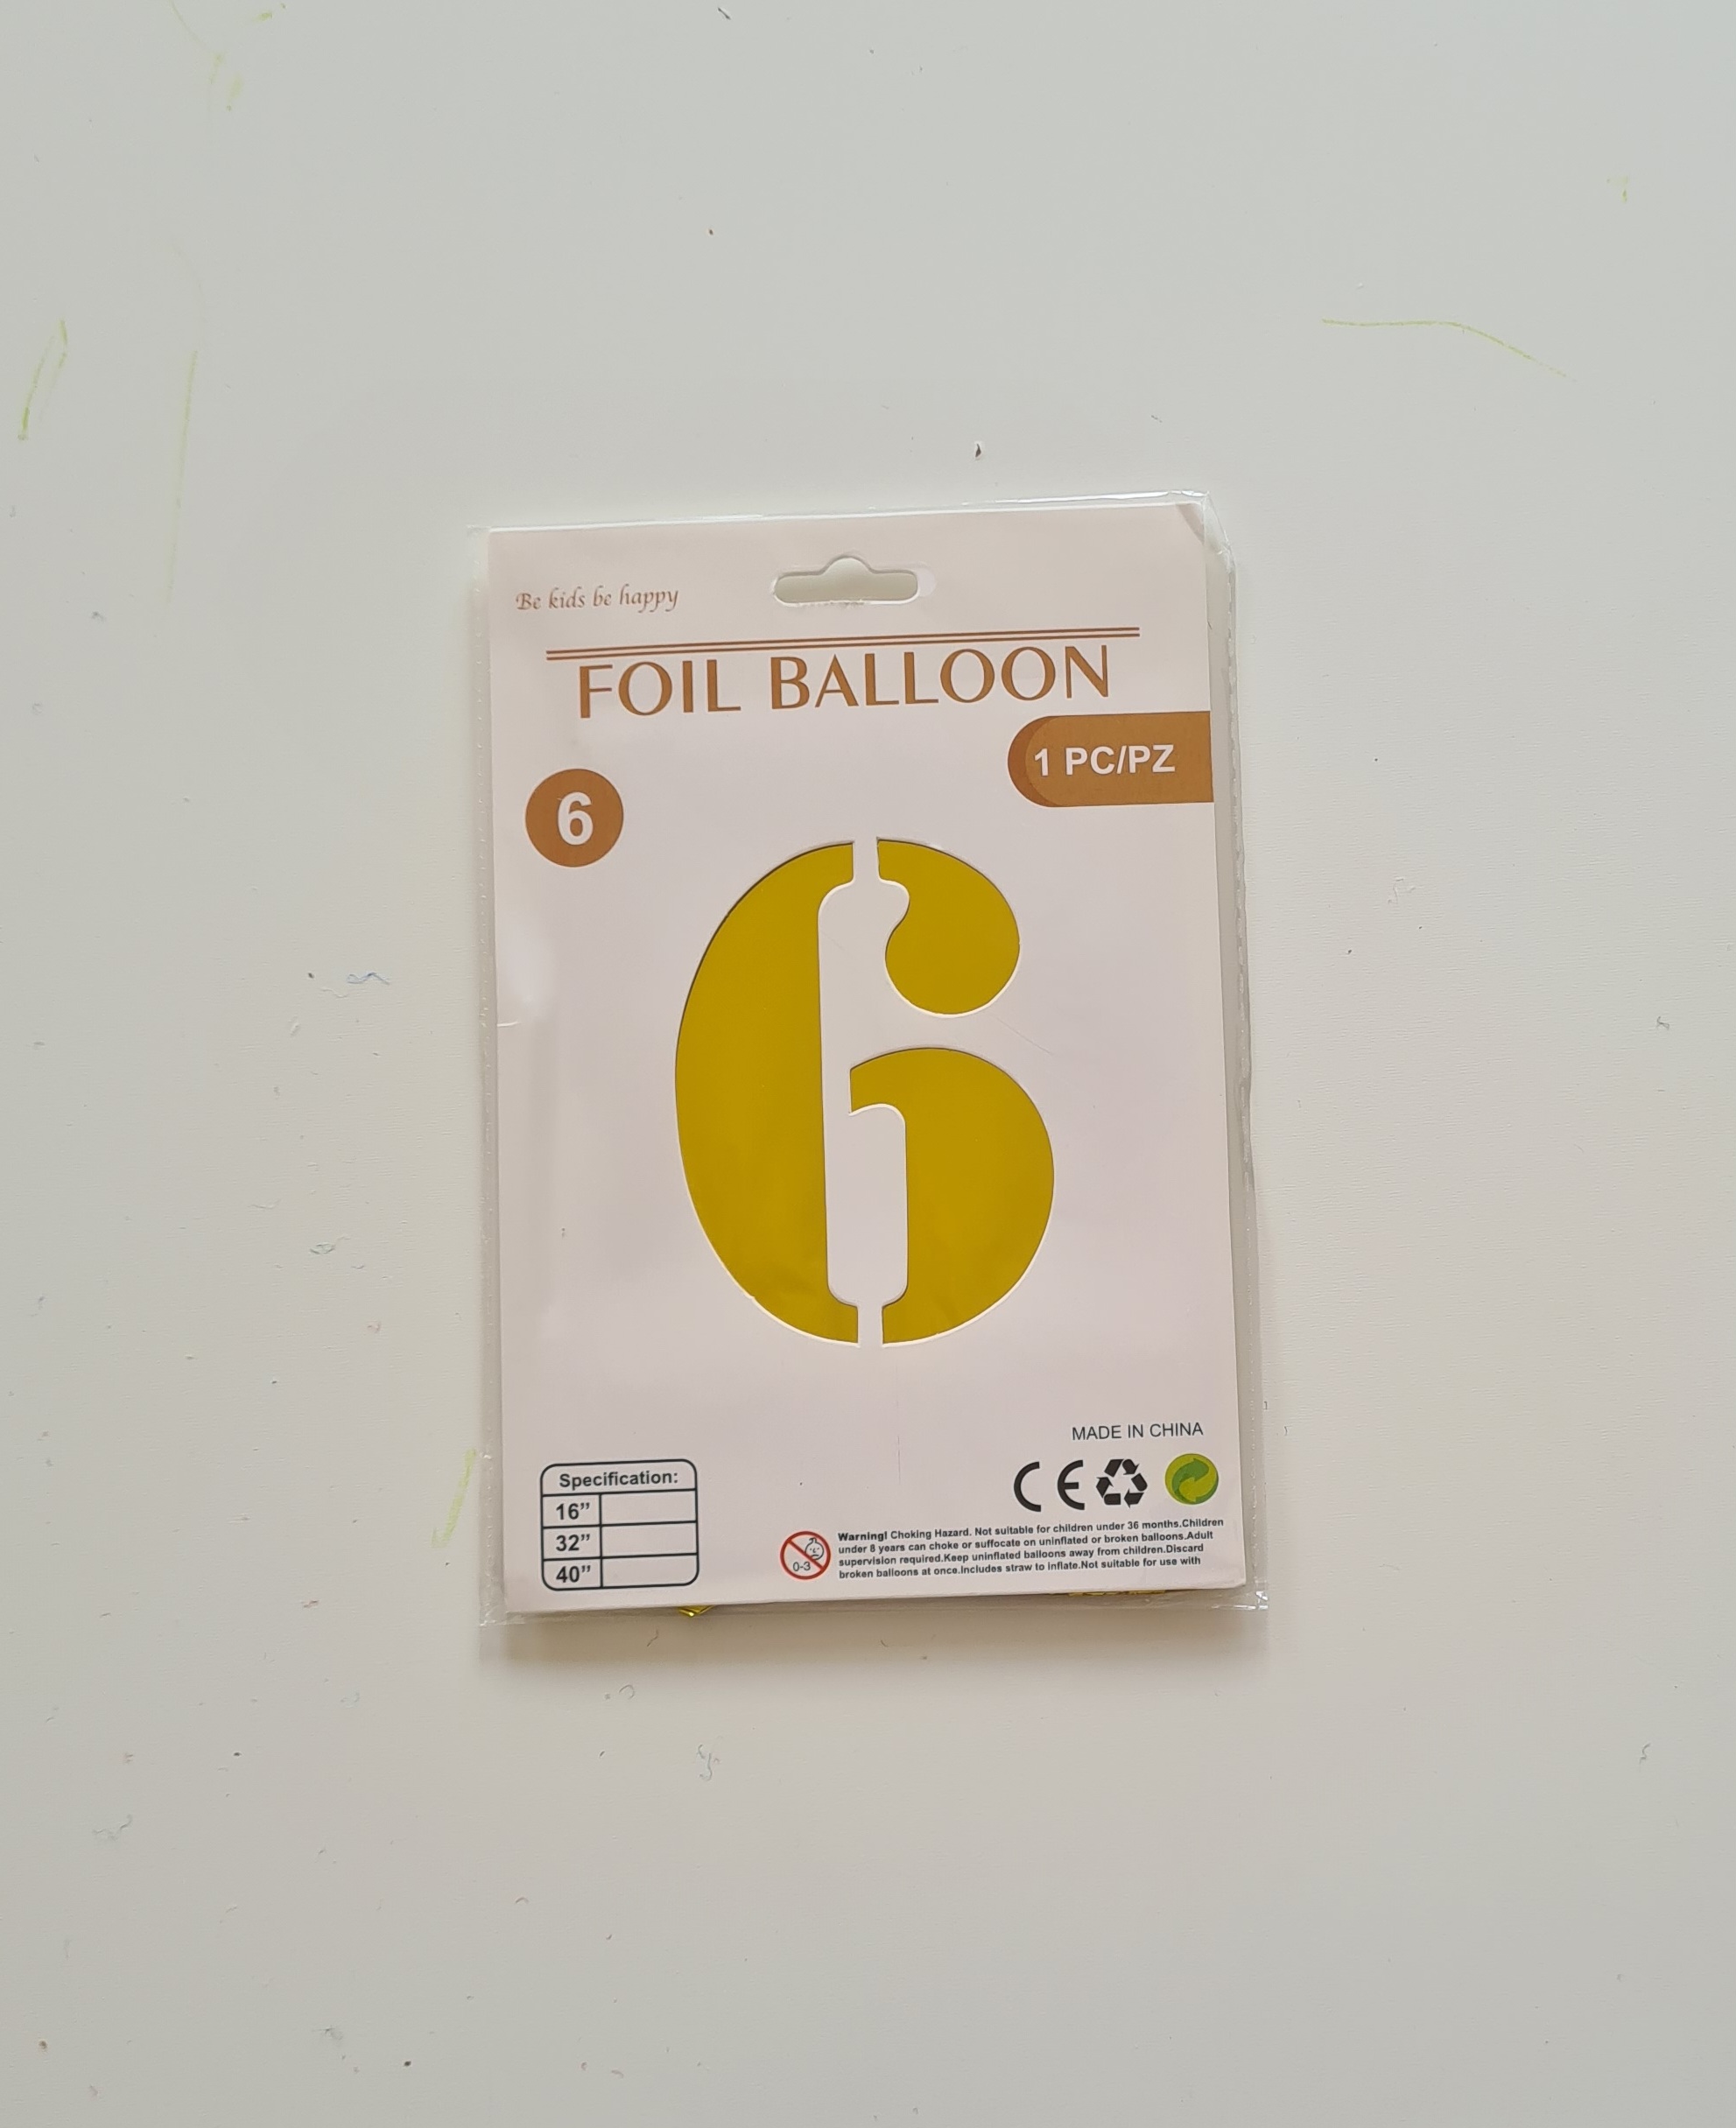 Be kids be happy
FOIL BALLOON
1 PC/PZ
6
6
MADE IN CHINA
CE
Specification:
16”
32”
40”
0-3
Warning! Choking Hazard. Not suitable for children under 36 months.Children
under 8 years can choke or suffocate on uninflated or broken balloons.Adult
supervision required.Keep uninflated balloons away from children.Discard
broken balloons at once.Includes straw to inflate.Not suitable for use with